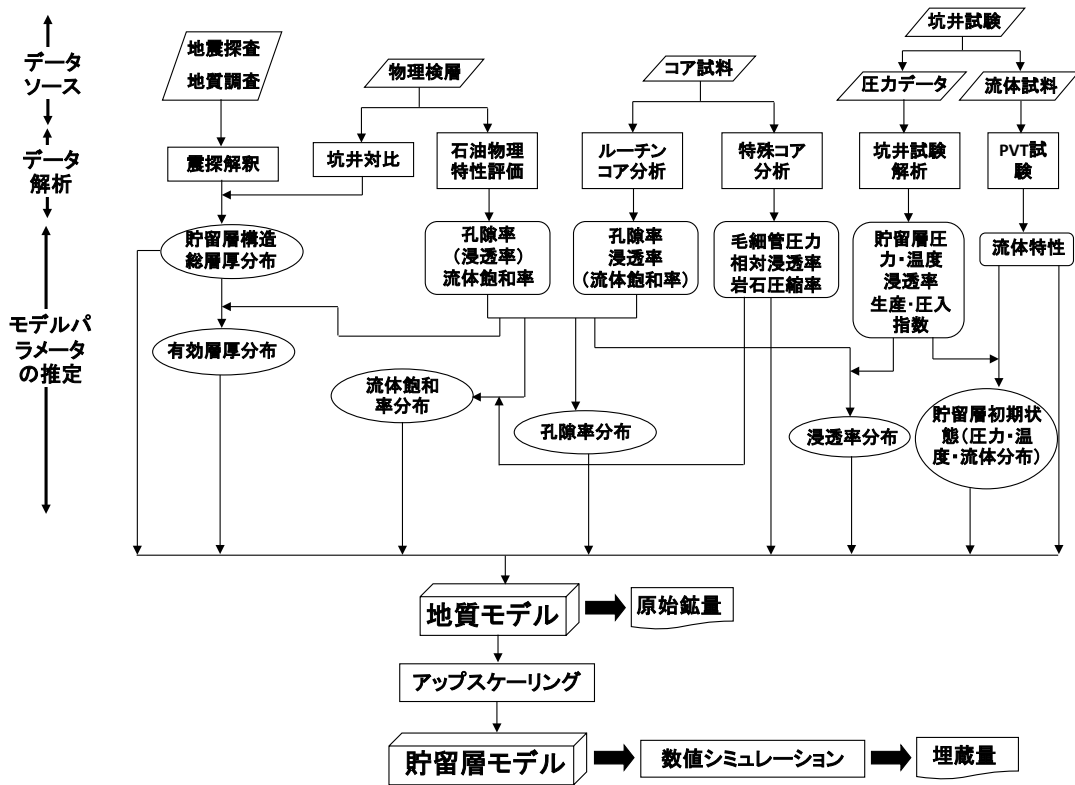 データ
ソース
データ
解析
モデルパ
ラメータ
の推定
地震探査
地質調査
物理検層
コア試料
坑井試験
圧力データ
流体試料
震探解釈
坑井対比
石油物理
特性評価
ルーチン
コア分析
特殊コア
分析
坑井試験
解析
PVT試
験
貯留層構造
総層厚分布
孔隙率
(浸透率)
流体飽和率
孔隙率
浸透率
(流体飽和率)
毛細管圧力
相対浸透率
岩石圧縮率
貯留層圧
力・温度
浸透率
生産・圧入
指数
流体特性
有効層厚分布
流体飽和
率分布
孔隙率分布
浸透率分布
貯留層初期状
態(圧力・温
度・流体分布)
地質モデル
原始鉱量
アップスケーリング
貯留層モデル
数値シミュレーション
埋蔵量